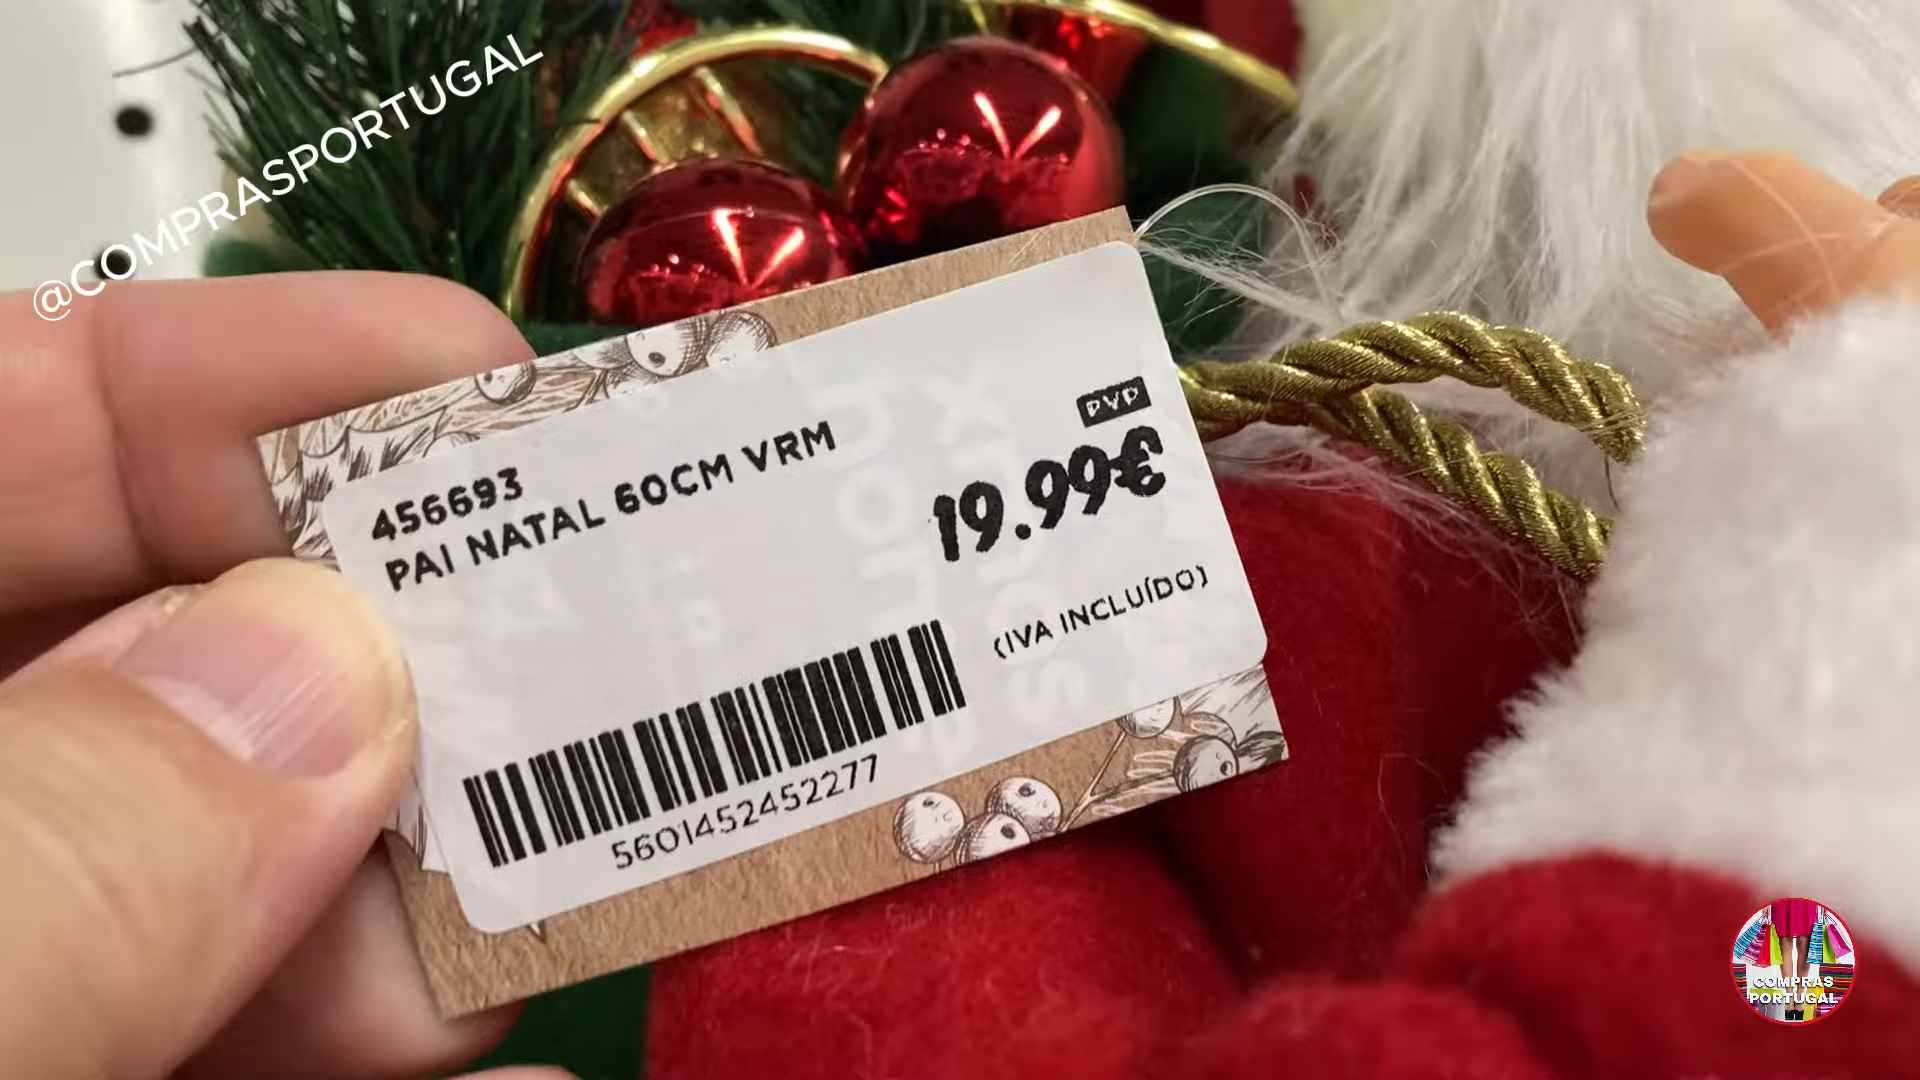 @COMPRASPORTUGAL
456693
PAI NATAL 60CM VRM
PVP
19.99€
(IVA INCLUÍDO)
5601452452277
COMPRAS
PORTUGAL